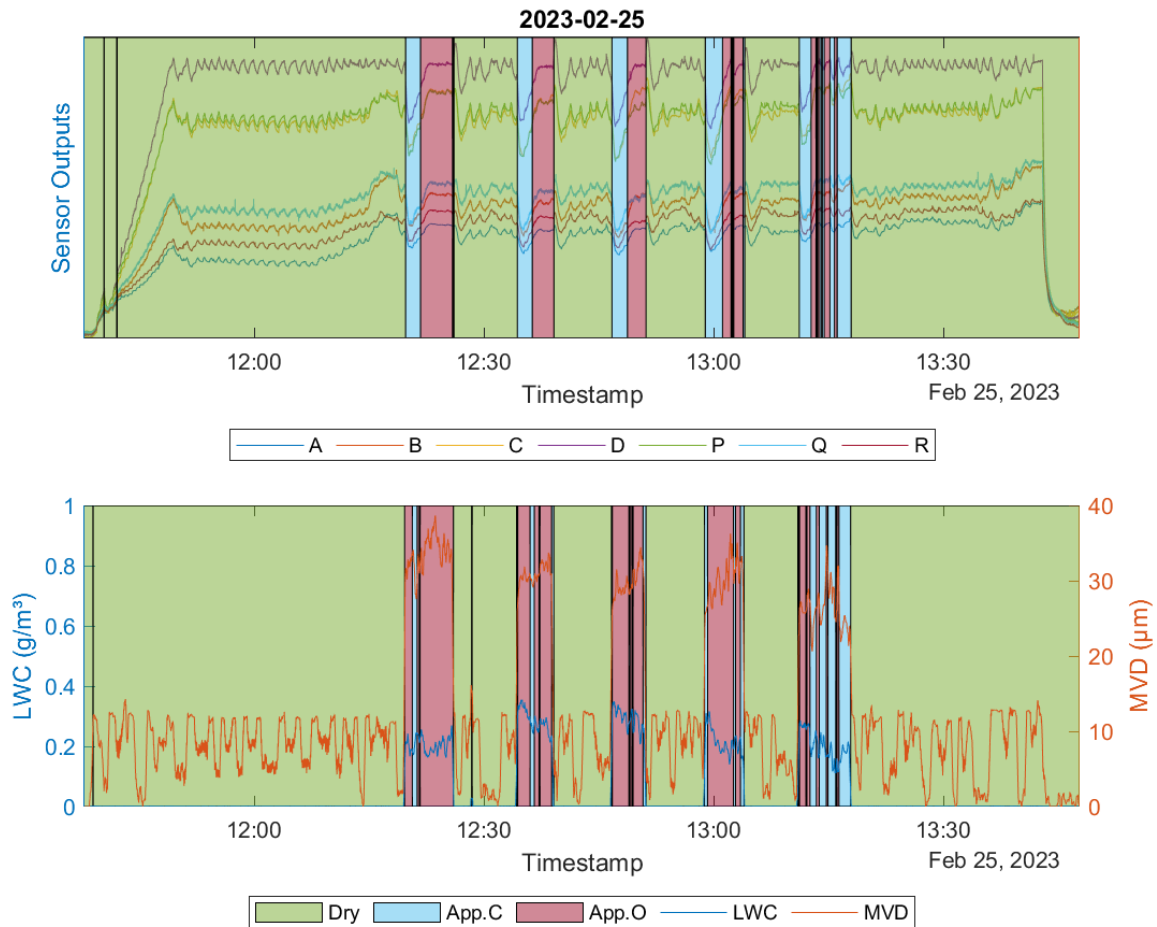 2023-02-25
Sensor Outputs
12:00 12:30 13:00 13:30
Timestamp
Feb 25, 2023
A B C D P Q R
1
0.8
0.6
0.4
0.2
0
LWC (g/m³)
40
30
20
10
0
MVD (μm)
12:00 12:30 13:00 13:30
Timestamp
Feb 25, 2023
Dry App.C App.O LWC MVD